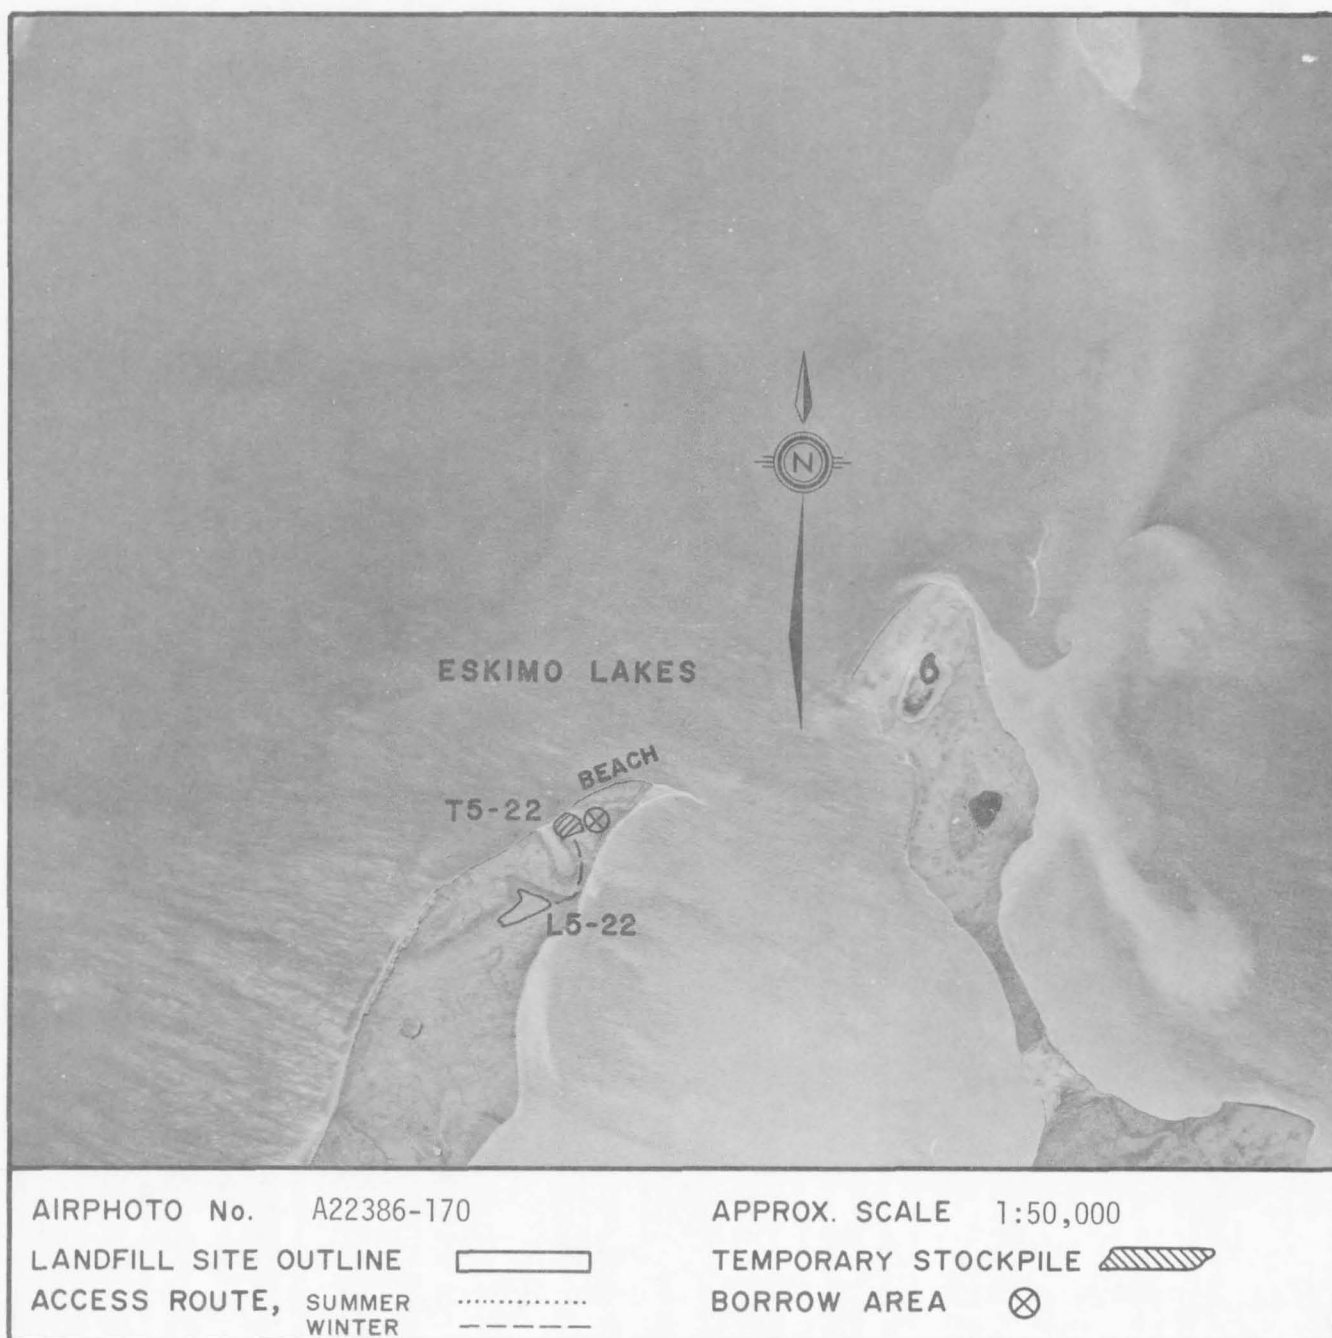 N
6
ESKIMO LAKES
BEACH
T5-22
L5-22
AIRPHOTO No. A22386-170
APPROX. SCALE 1:50,000
LANDFILL SITE OUTLINE
TEMPORARY STOCKPILE
ACCESS ROUTE, SUMMER
WINTER
BORROW AREA